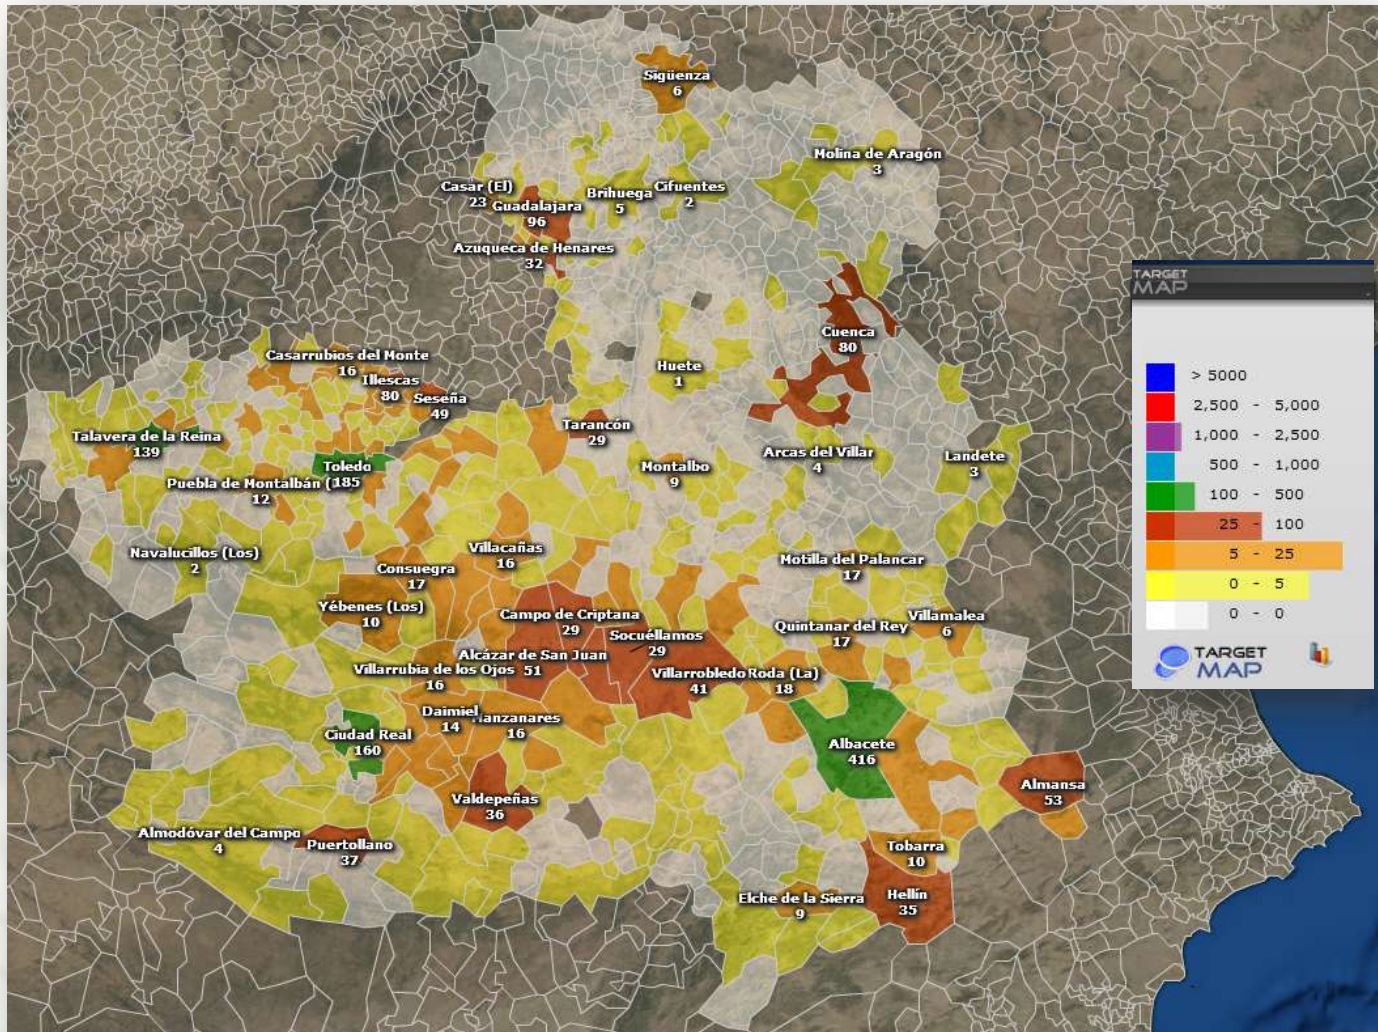 Sigüenza
6
Molina de Aragón
3
Casar (El)
23
Guadalajara
96
Brihuega
5
Cifuentes
2
Azuqueca de Henares
32
Cuenca
80
Casarrubios del Monte
16
Illescas
80
Seseña
49
Huete
1
Tarancón
29
Talavera de la Reina
139
Toledo
185
Puebla de Montalbán (
12
Montalbo
9
Arcas del Villar
4
Landete
3
Navalucillos (Los)
2
Villacañas
16
Consuegra
17
Motilla del Palancar
17
Yébenes (Los)
10
Campo de Criptana
29
Socuéllamos
29
Quintanar del Rey
17
Villamalea
6
Alcázar de San Juan
51
Villarrubia de los Ojos
16
Villarrobledo
41
Roda (La)
18
Daimiel
14
Manzanares
16
Ciudad Real
160
Albacete
416
Valdepeñas
36
Almansa
53
Almodóvar del Campo
4
Puertollano
37
Tobarra
10
Elche de la Sierra
9
Hellín
35
TARGET
MAP
> 5000
2,500 - 5,000
1,000 - 2,500
500 - 1,000
100 - 500
25 - 100
5 - 25
0 - 5
0 - 0
TARGET
MAP